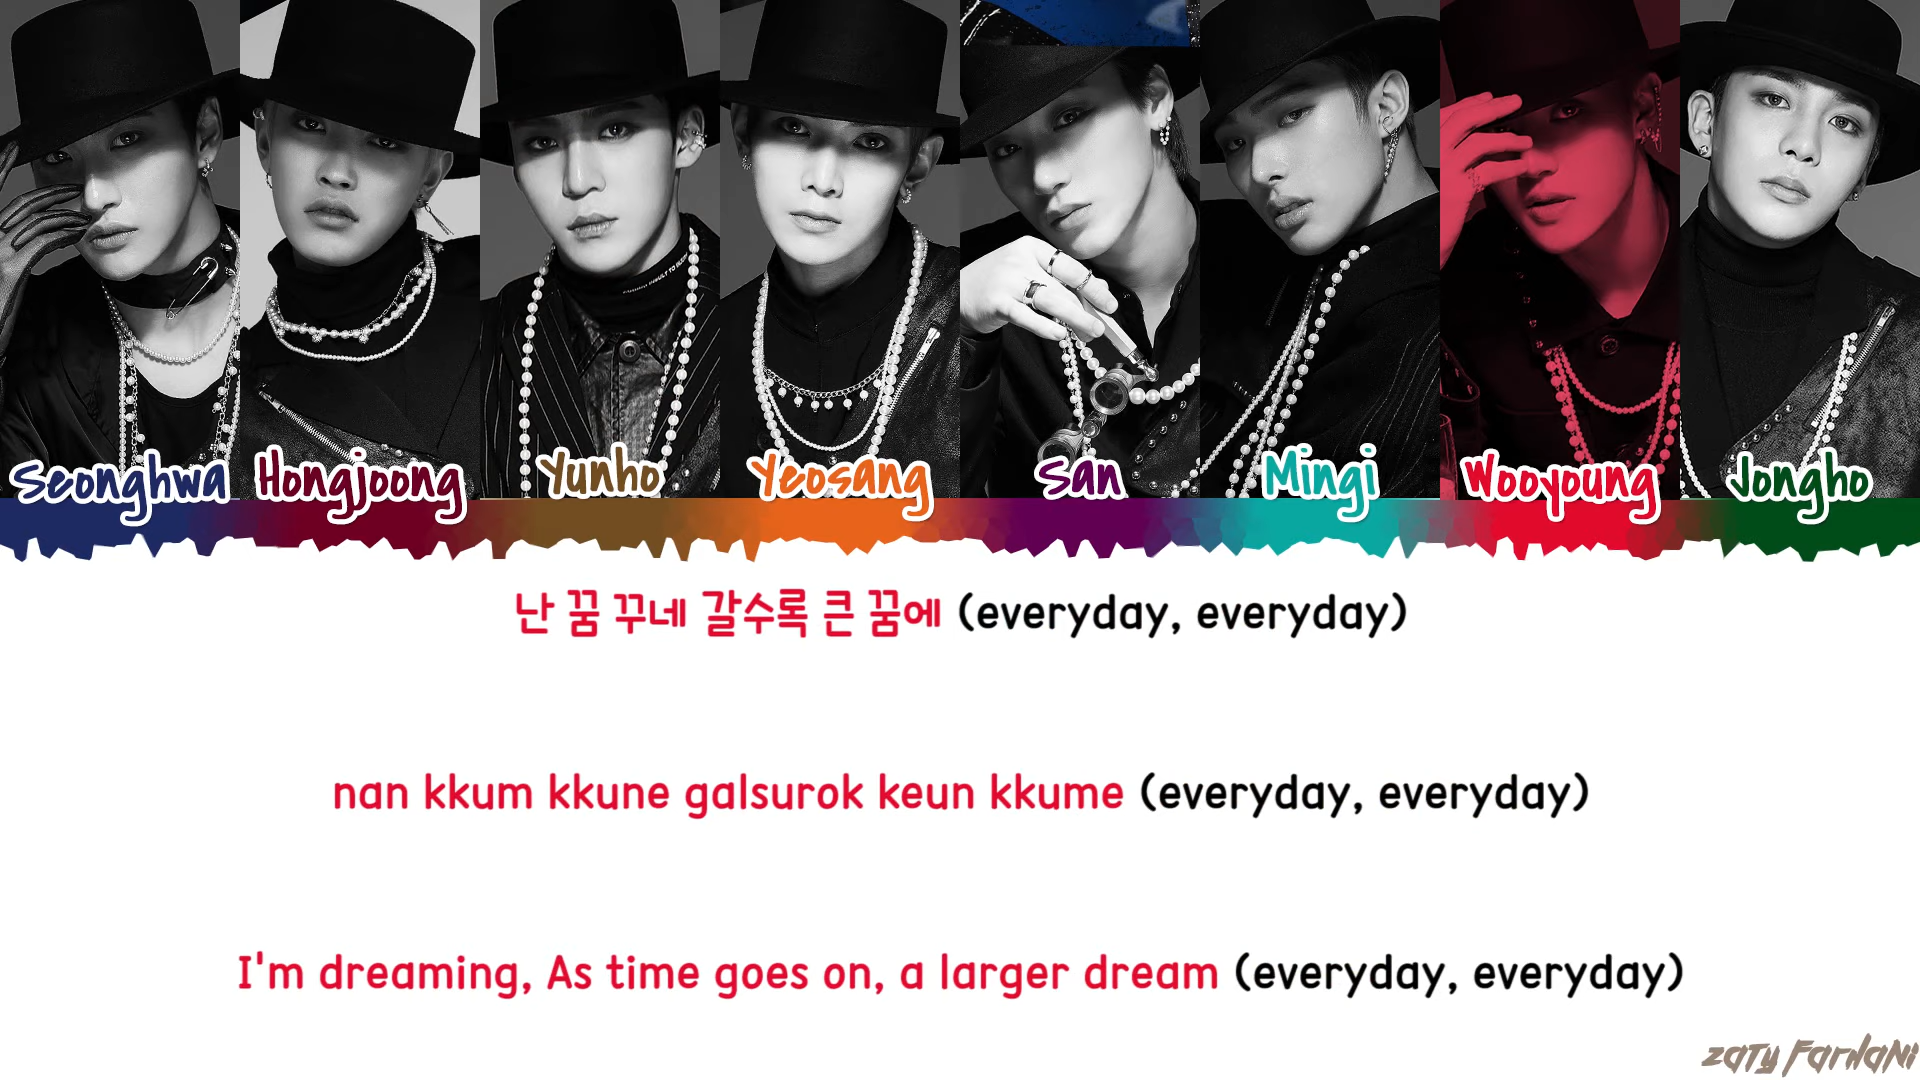 Seonghwa Hongjoong Yunho Yeosang San Mingi Wooyoung Jongho
난 꿈 꾸네 갈수록 큰 꿈에 (everyday, everyday)
nan kkum kkune galsurok keun kkume (everyday, everyday)
I'm dreaming, As time goes on, a larger dream (everyday, everyday)
zaty farhani